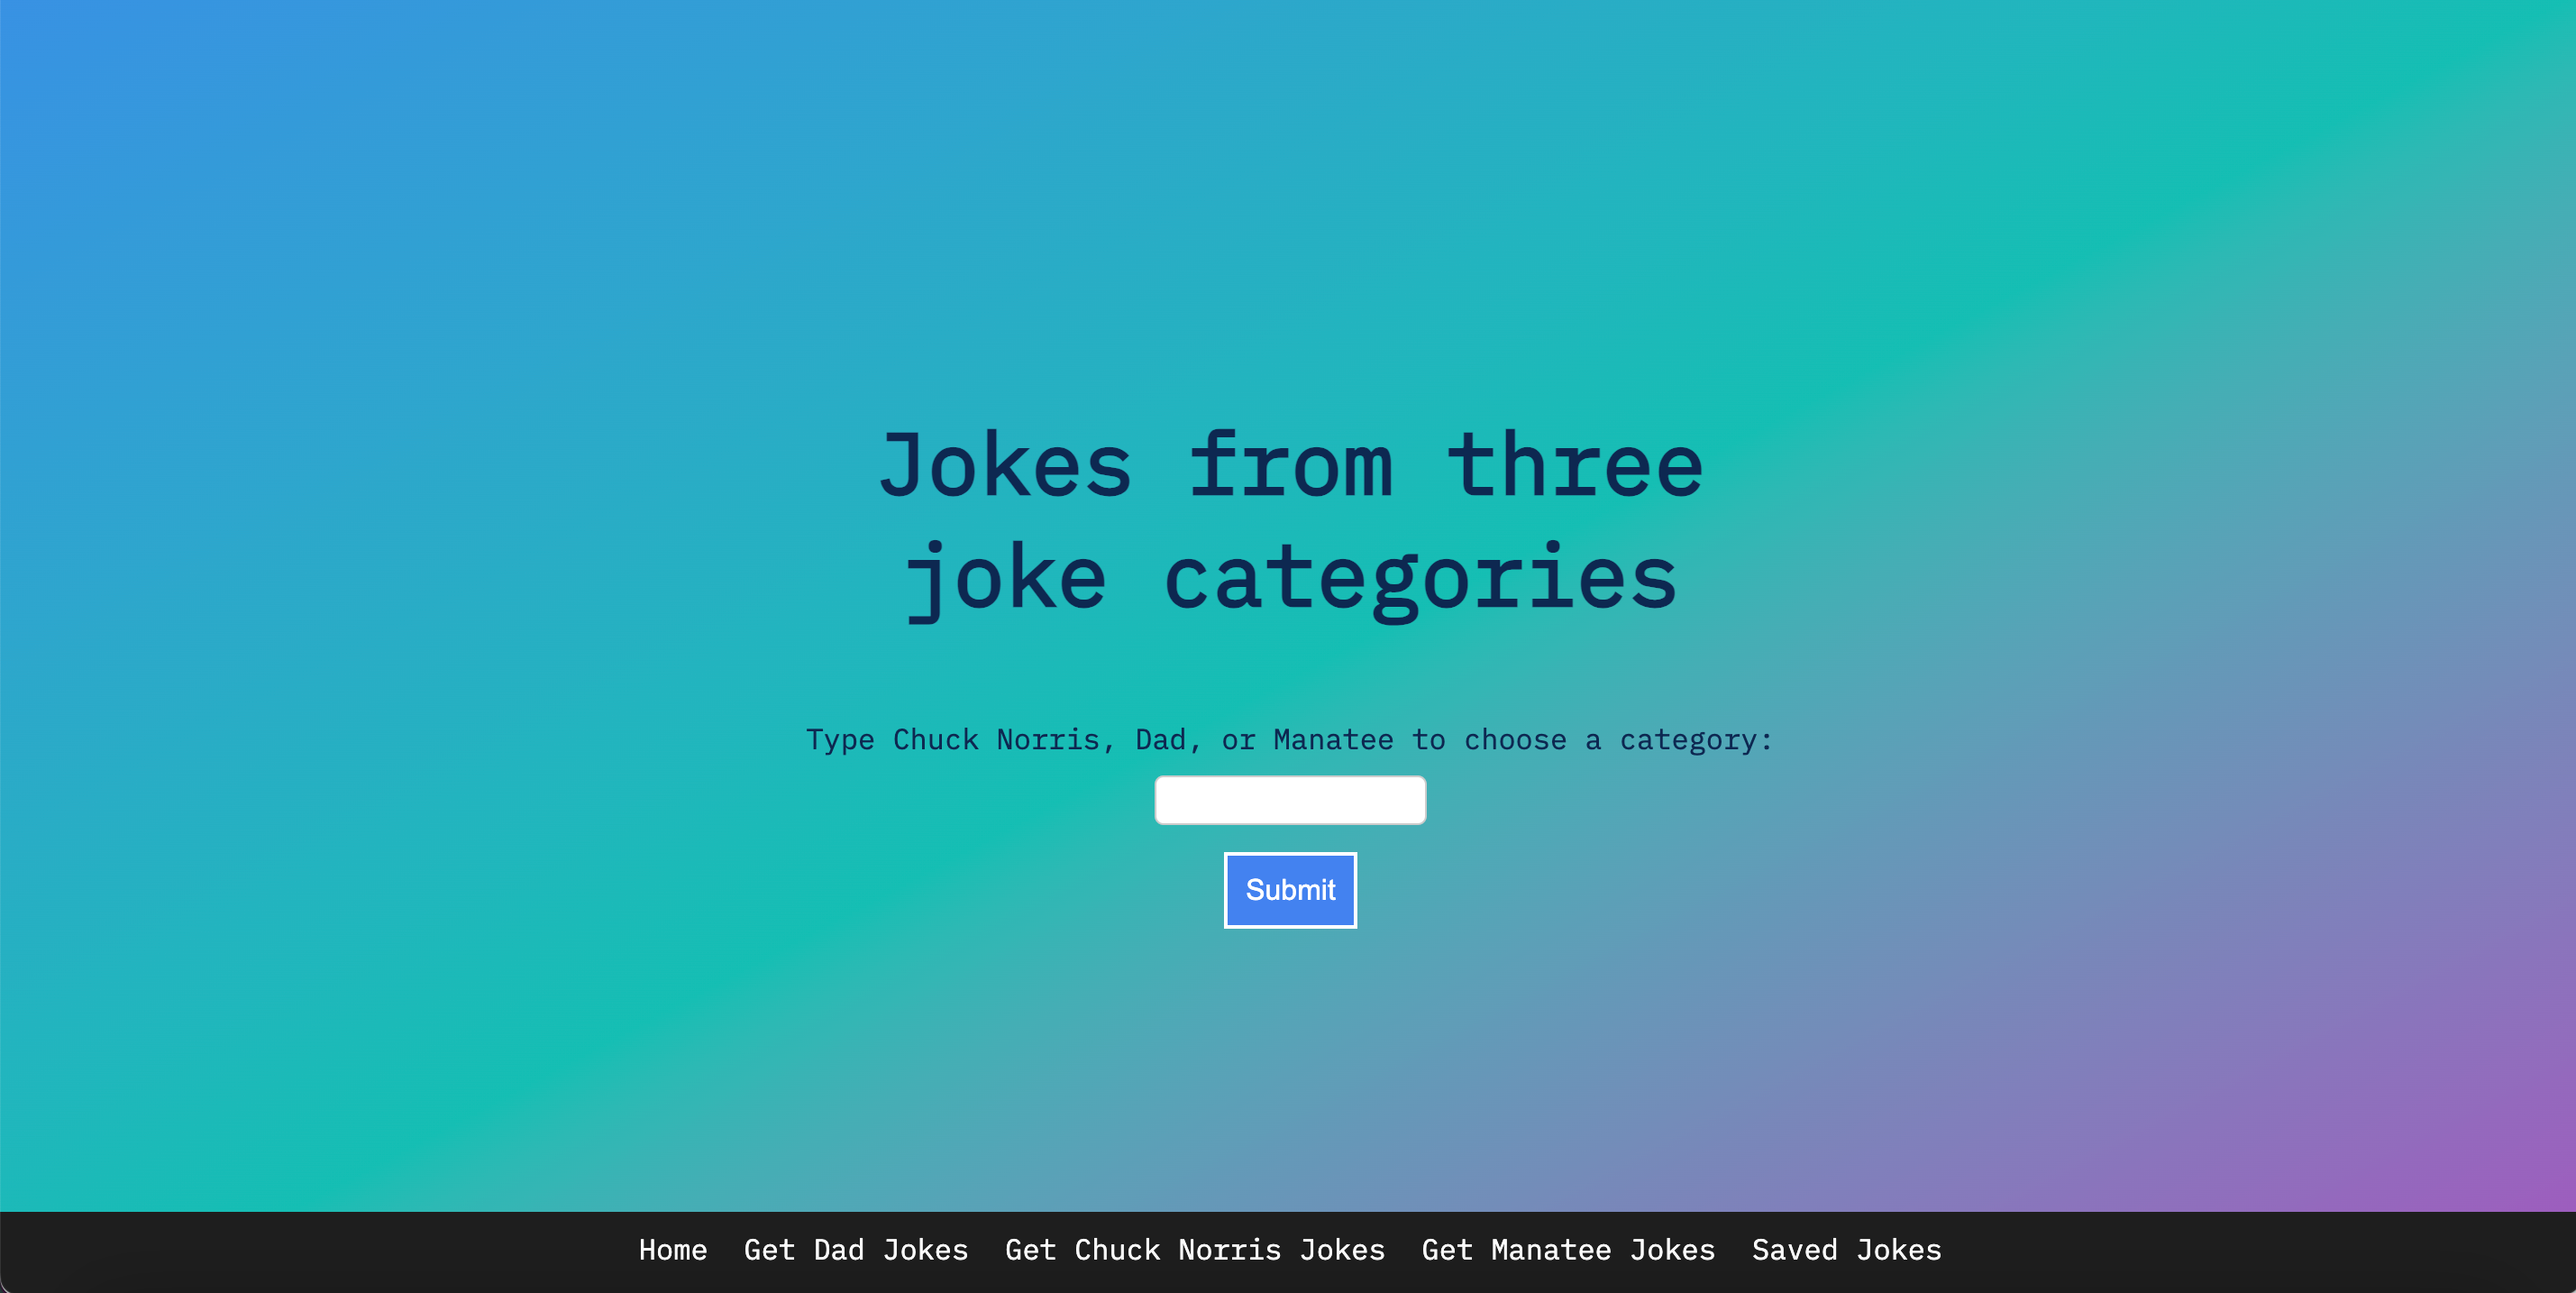 Jokes from three
joke categories
Type Chuck Norris, Dad, or Manatee to choose a category:
Submit
Home Get Dad Jokes Get Chuck Norris Jokes Get Manatee Jokes Saved Jokes